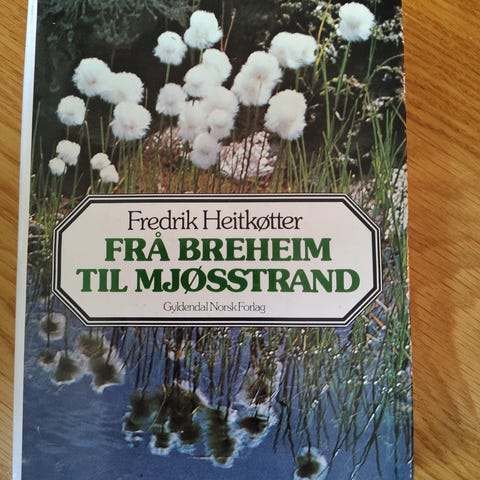 Fredrik Heitkøtter
FRÅ BREHEIM
TIL MJØSSTRAND
Gyldendal Norsk Forlag